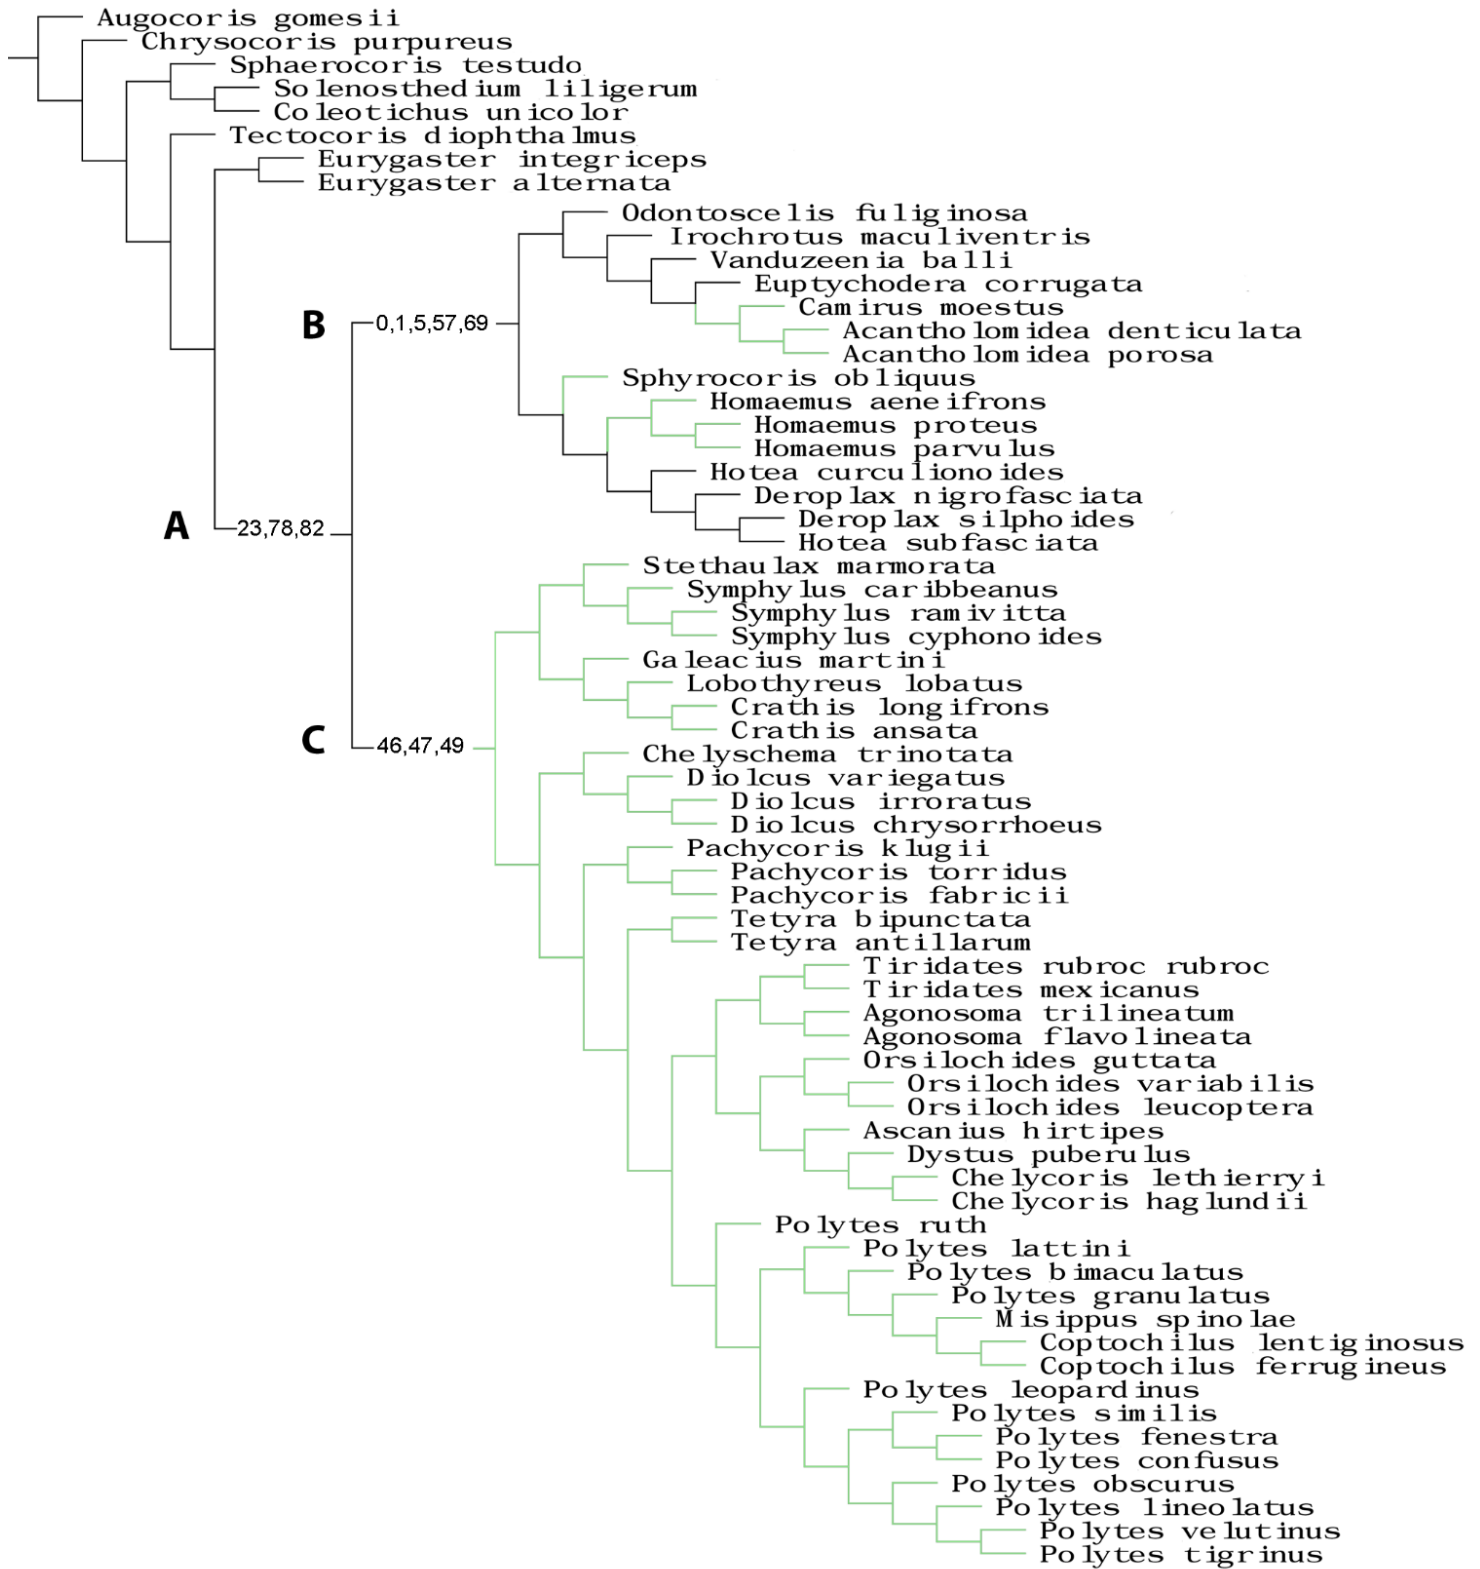 Augocoris gomesii
Chrysocoris purpureus
Sphaerocoris testudo
Solenosthedium liligerum
Coleotichus unicolor
Tectocoris diophthalmus
Eurygaster integriceps
Eurygaster alternata
Odontoscelis fuliginosa
Irochrotus maculiventris
Vanduzeenia balli
Euptychodera corrugata
Camirus moestus
B 0,1,5,57,69
Acantholomidea denticulata
Acantholomidea porosa
Sphyrocoris obliquus
Homaemus aeneifrons
Homaemus proteus
Homaemus parvulus
Hotea curculionoides
Deroplax nigrofasciata
Deroplax silphoides
A 23,78,82
Hotea subfasciata
Stethaulax marmorata
Symphylus caribbeanus
Symphylus ramivitta
Symphylus cyphonoides
Galeacius martini
Lobothyreus lobatus
Crathis longifrons
Crathis ansata
C 46,47,49
Chelyschema trinotata
Diolcus variegatus
Diolcus irroratus
Diolcus chrysorrhoeus
Pachycoris klugii
Pachycoris torridus
Pachycoris fabricii
Tetyra bipunctata
Tetyra antillarum
Tiridates rubroc rubroc
Tiridates mexicanus
Agonosoma trilineatum
Agonosoma flavolineata
Orsilochides guttata
Orsilochides variabilis
Orsilochides leucoptera
Ascanius hirtipes
Dystus puberulus
Chelycoris lethierryi
Chelycoris haglundii
Polytes ruth
Polytes lattini
Polytes bimaculatus
Polytes granulatus
Misippus spinolae
Coptochilus lentiginosus
Coptochilus ferrugineus
Polytes leopardinus
Polytes similis
Polytes fenestra
Polytes confusus
Polytes obscurus
Polytes lineolatus
Polytes velutinus
Polytes tigrinus